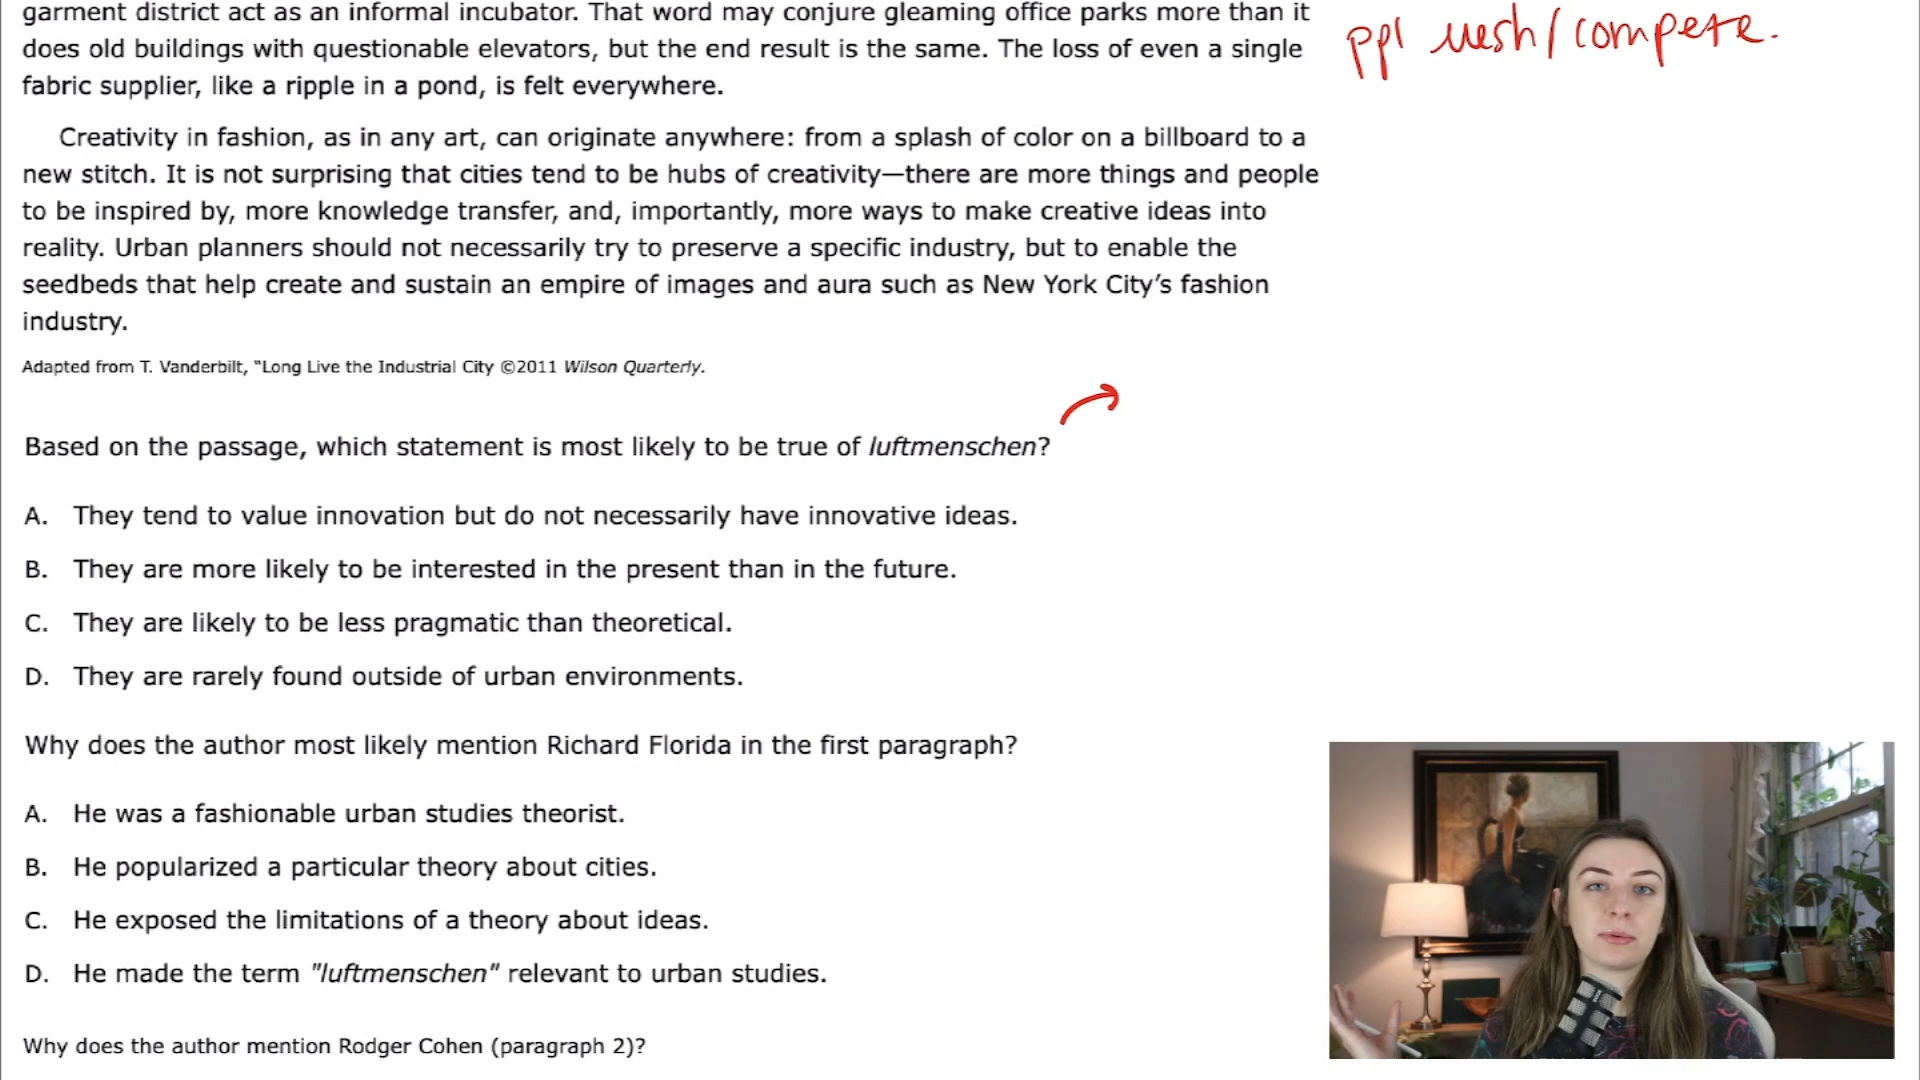 garment district act as an informal incubator. That word may conjure gleaming office parks more than it
does old buildings with questionable elevators, but the end result is the same. The loss of even a single
fabric supplier, like a ripple in a pond, is felt everywhere.
ppl mesh/compete.
Creativity in fashion, as in any art, can originate anywhere: from a splash of color on a billboard to a
new stitch. It is not surprising that cities tend to be hubs of creativity—there are more things and people
to be inspired by, more knowledge transfer, and, importantly, more ways to make creative ideas into
reality. Urban planners should not necessarily try to preserve a specific industry, but to enable the
seedbeds that help create and sustain an empire of images and aura such as New York City's fashion
industry.
Adapted from T. Vanderbilt, "Long Live the Industrial City ©2011 Wilson Quarterly.
Based on the passage, which statement is most likely to be true of luftmenschen?
A. They tend to value innovation but do not necessarily have innovative ideas.
B. They are more likely to be interested in the present than in the future.
C. They are likely to be less pragmatic than theoretical.
D. They are rarely found outside of urban environments.
Why does the author most likely mention Richard Florida in the first paragraph?
A. He was a fashionable urban studies theorist.
B. He popularized a particular theory about cities.
C. He exposed the limitations of a theory about ideas.
D. He made the term "luftmenschen" relevant to urban studies.
Why does the author mention Rodger Cohen (paragraph 2)?